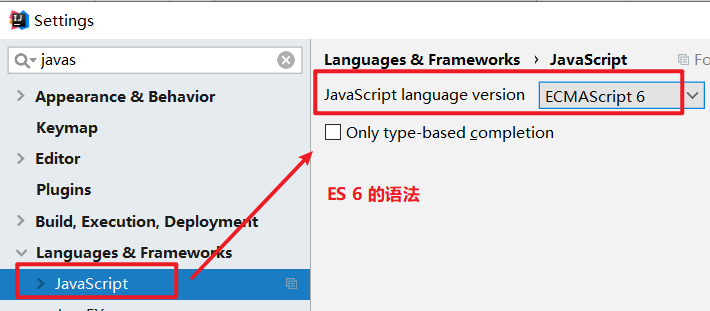 Settings
javas
Appearance & Behavior
Keymap
Editor
Plugins
Build, Execution, Deployment
Languages & Frameworks
JavaScript
Languages & Frameworks › JavaScript
Fo
JavaScript language version ECMAScript 6
Only type-based completion
ES 6 的语法